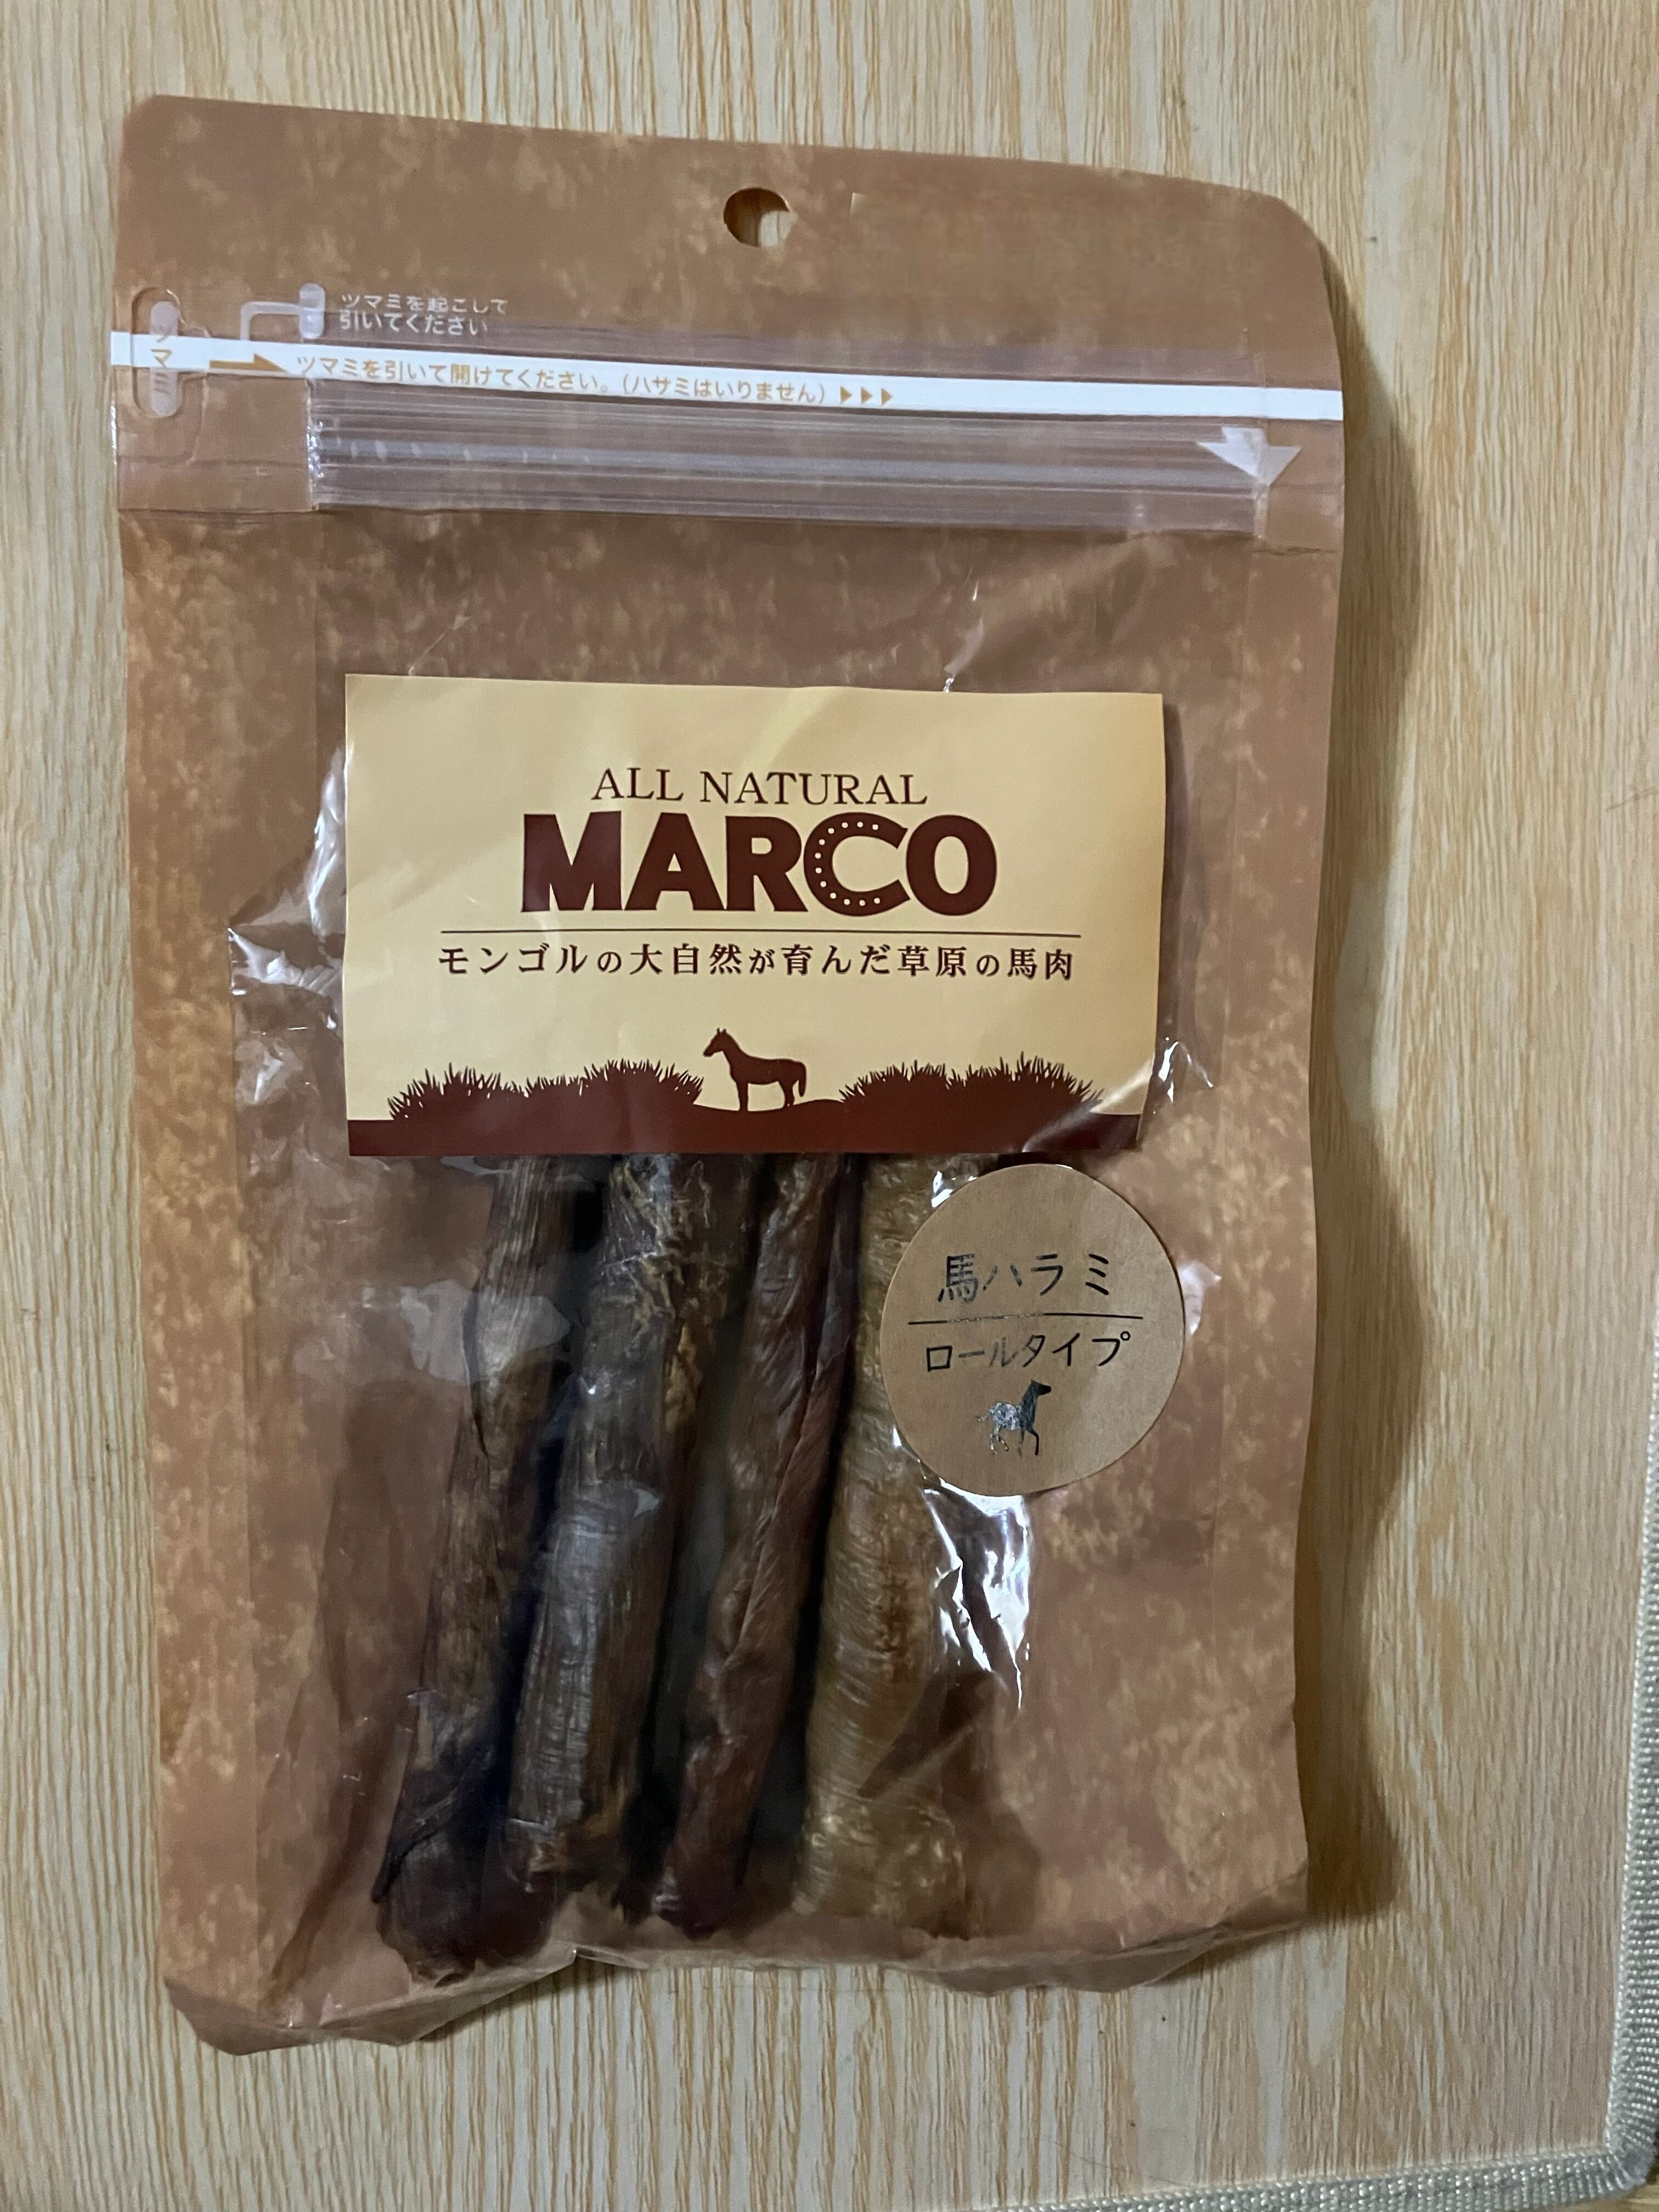 ツマミを起こして
引いてください
ツマミ
ツマミを引いて開けてください。(ハサミはいりません)▶▶▶
ALL NATURAL
MARCO
モンゴルの大自然が育んだ草原の馬肉
馬ハラミ
ロールタイプ